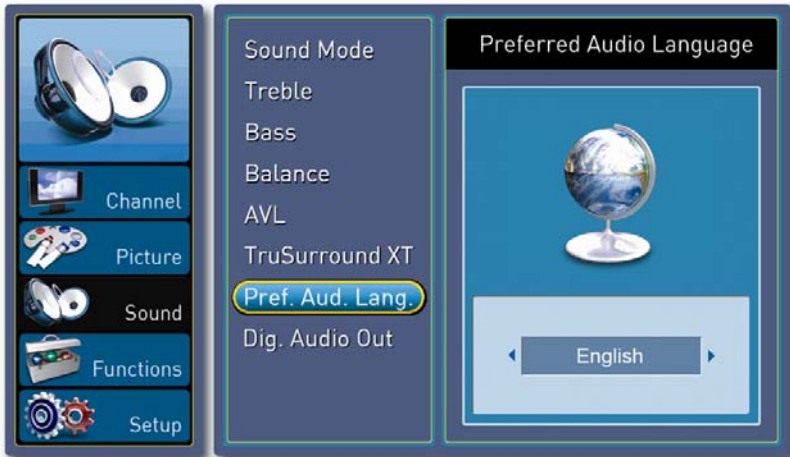 Channel
Picture
Sound
Functions
Setup
Sound Mode
Treble
Bass
Balance
AVL
TruSurround XT
Pref. Aud. Lang.
Dig. Audio Out
Preferred Audio Language
English